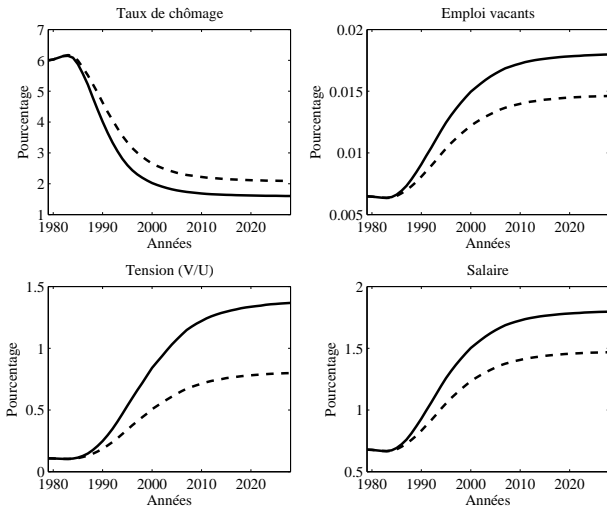 Taux de chômage
7
6
5
4
3
2
1
Pourcentage
1980 1990 2000 2010 2020
Années
Emploi vacants
0.02
0.015
0.01
0.005
Pourcentage
1980 1990 2000 2010 2020
Années
Tension (V/U)
1.5
1
0.5
0
Pourcentage
1980 1990 2000 2010 2020
Années
Salaire
2
1.5
1
0.5
Pourcentage
1980 1990 2000 2010 2020
Années